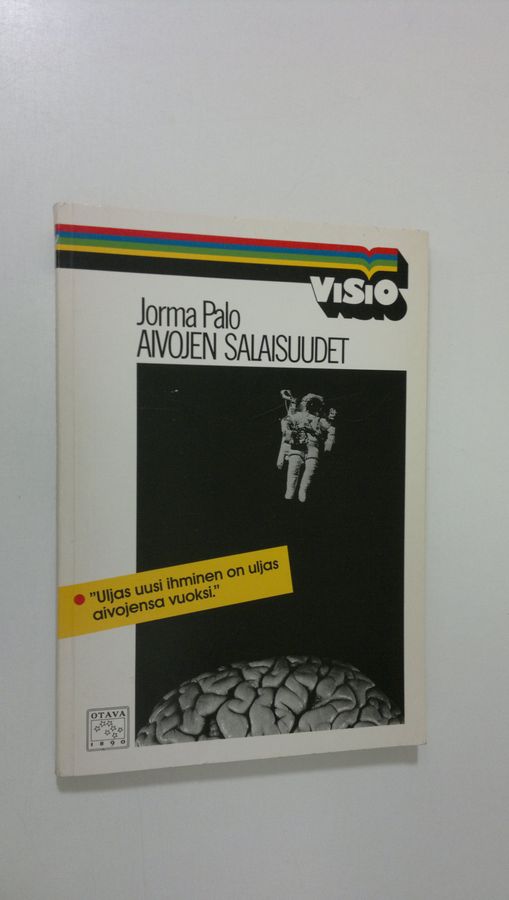 VISIO
Jorma Palo
AIVOJEN SALAISUUDET
"Uljas uusi ihminen on uljas
aivojensa vuoksi."
OTAVA
1890